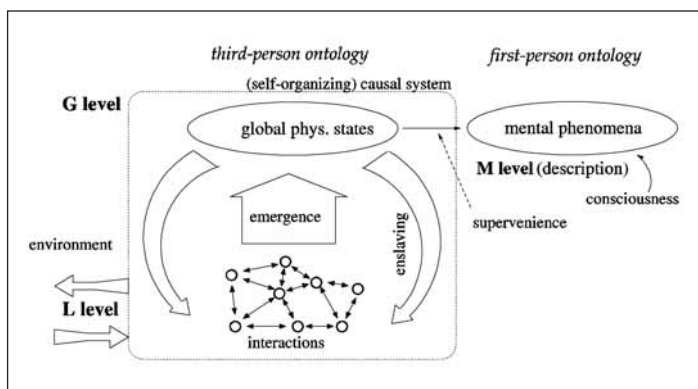 third-person ontology
first-person ontology
(self-organizing) causal system
G level
global phys. states
mental phenomena
M level (description)
consciousness
emergence
supervenience
environment
enslaving
L level
interactions